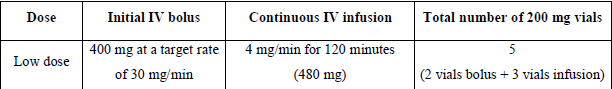 Dose Initial IV bolus Continuous IV infusion Total number of 200 mg vials
Low dose
400 mg at a target rate
of 30 mg/min
4 mg/min for 120 minutes
(480 mg)
5
(2 vials bolus + 3 vials infusion)